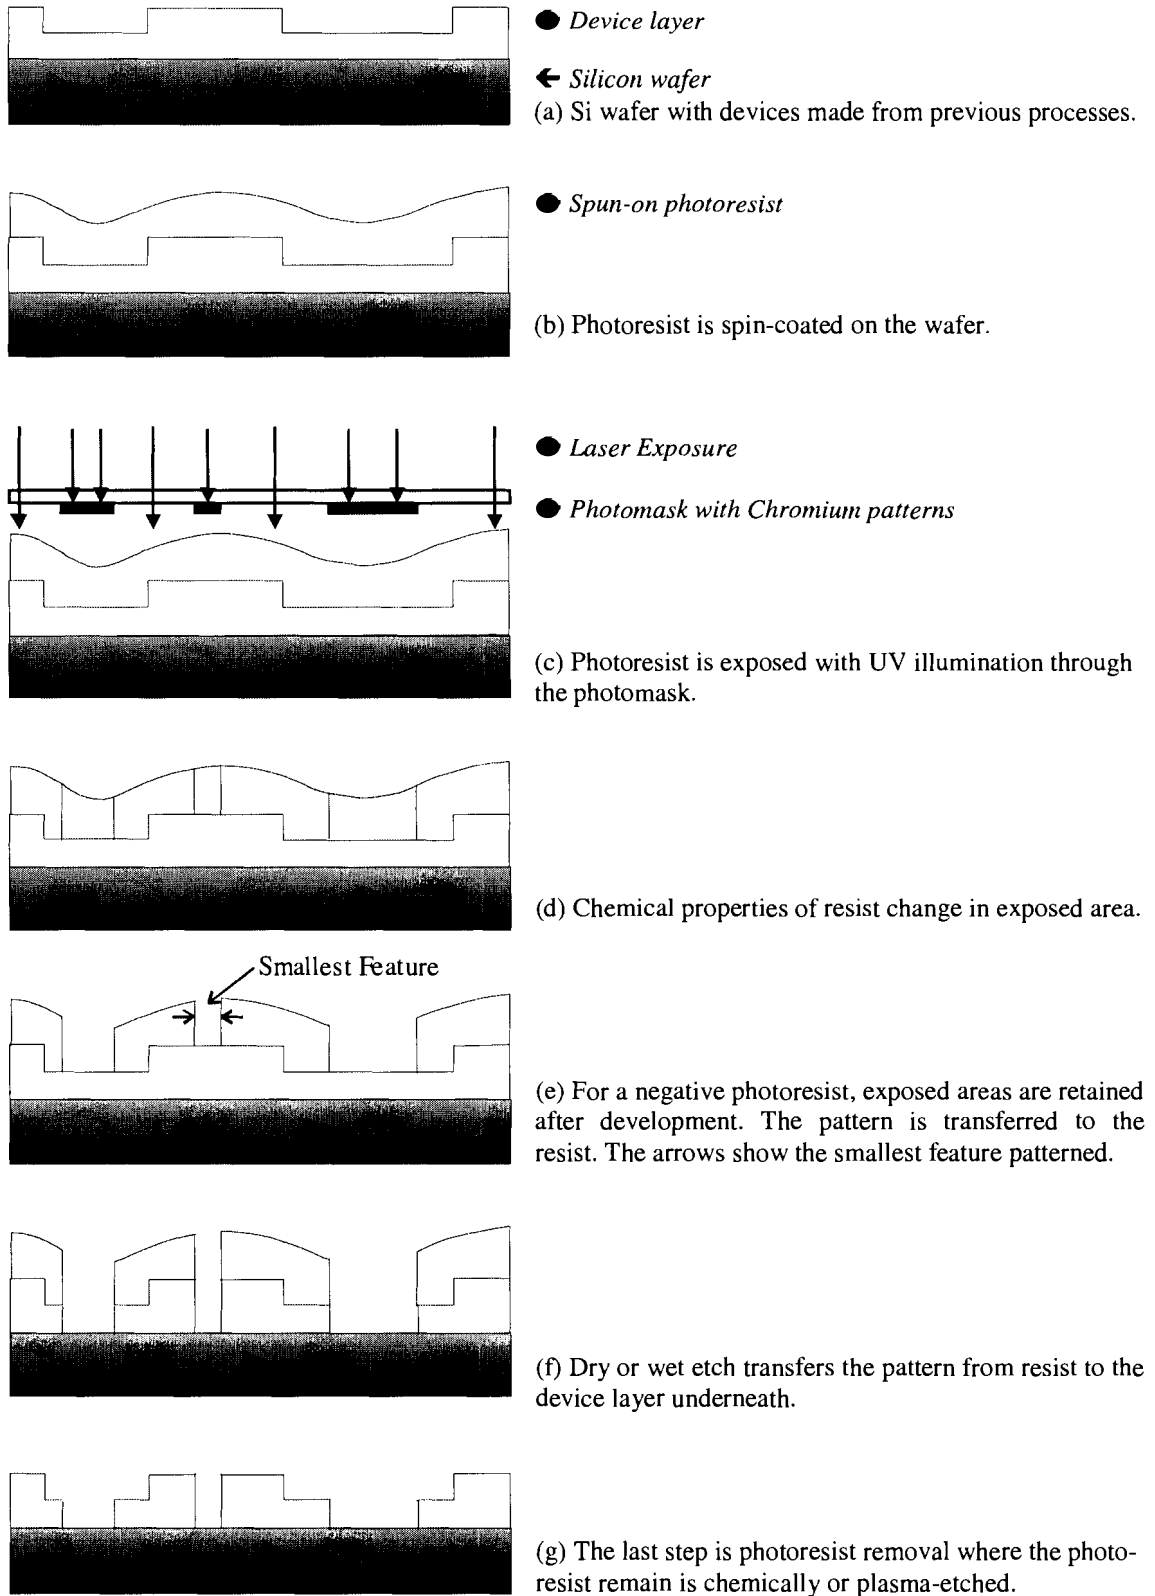 Device layer
Silicon wafer
(a) Si wafer with devices made from previous processes.
Spun-on photoresist
(b) Photoresist is spin-coated on the wafer.
Laser Exposure
Photomask with Chromium patterns
(c) Photoresist is exposed with UV illumination through
the photomask.
(d) Chemical properties of resist change in exposed area.
Smallest Feature
(e) For a negative photoresist, exposed areas are retained
after development. The pattern is transferred to the
resist. The arrows show the smallest feature patterned.
(f) Dry or wet etch transfers the pattern from resist to the
device layer underneath.
(g) The last step is photoresist removal where the photo-
resist remain is chemically or plasma-etched.